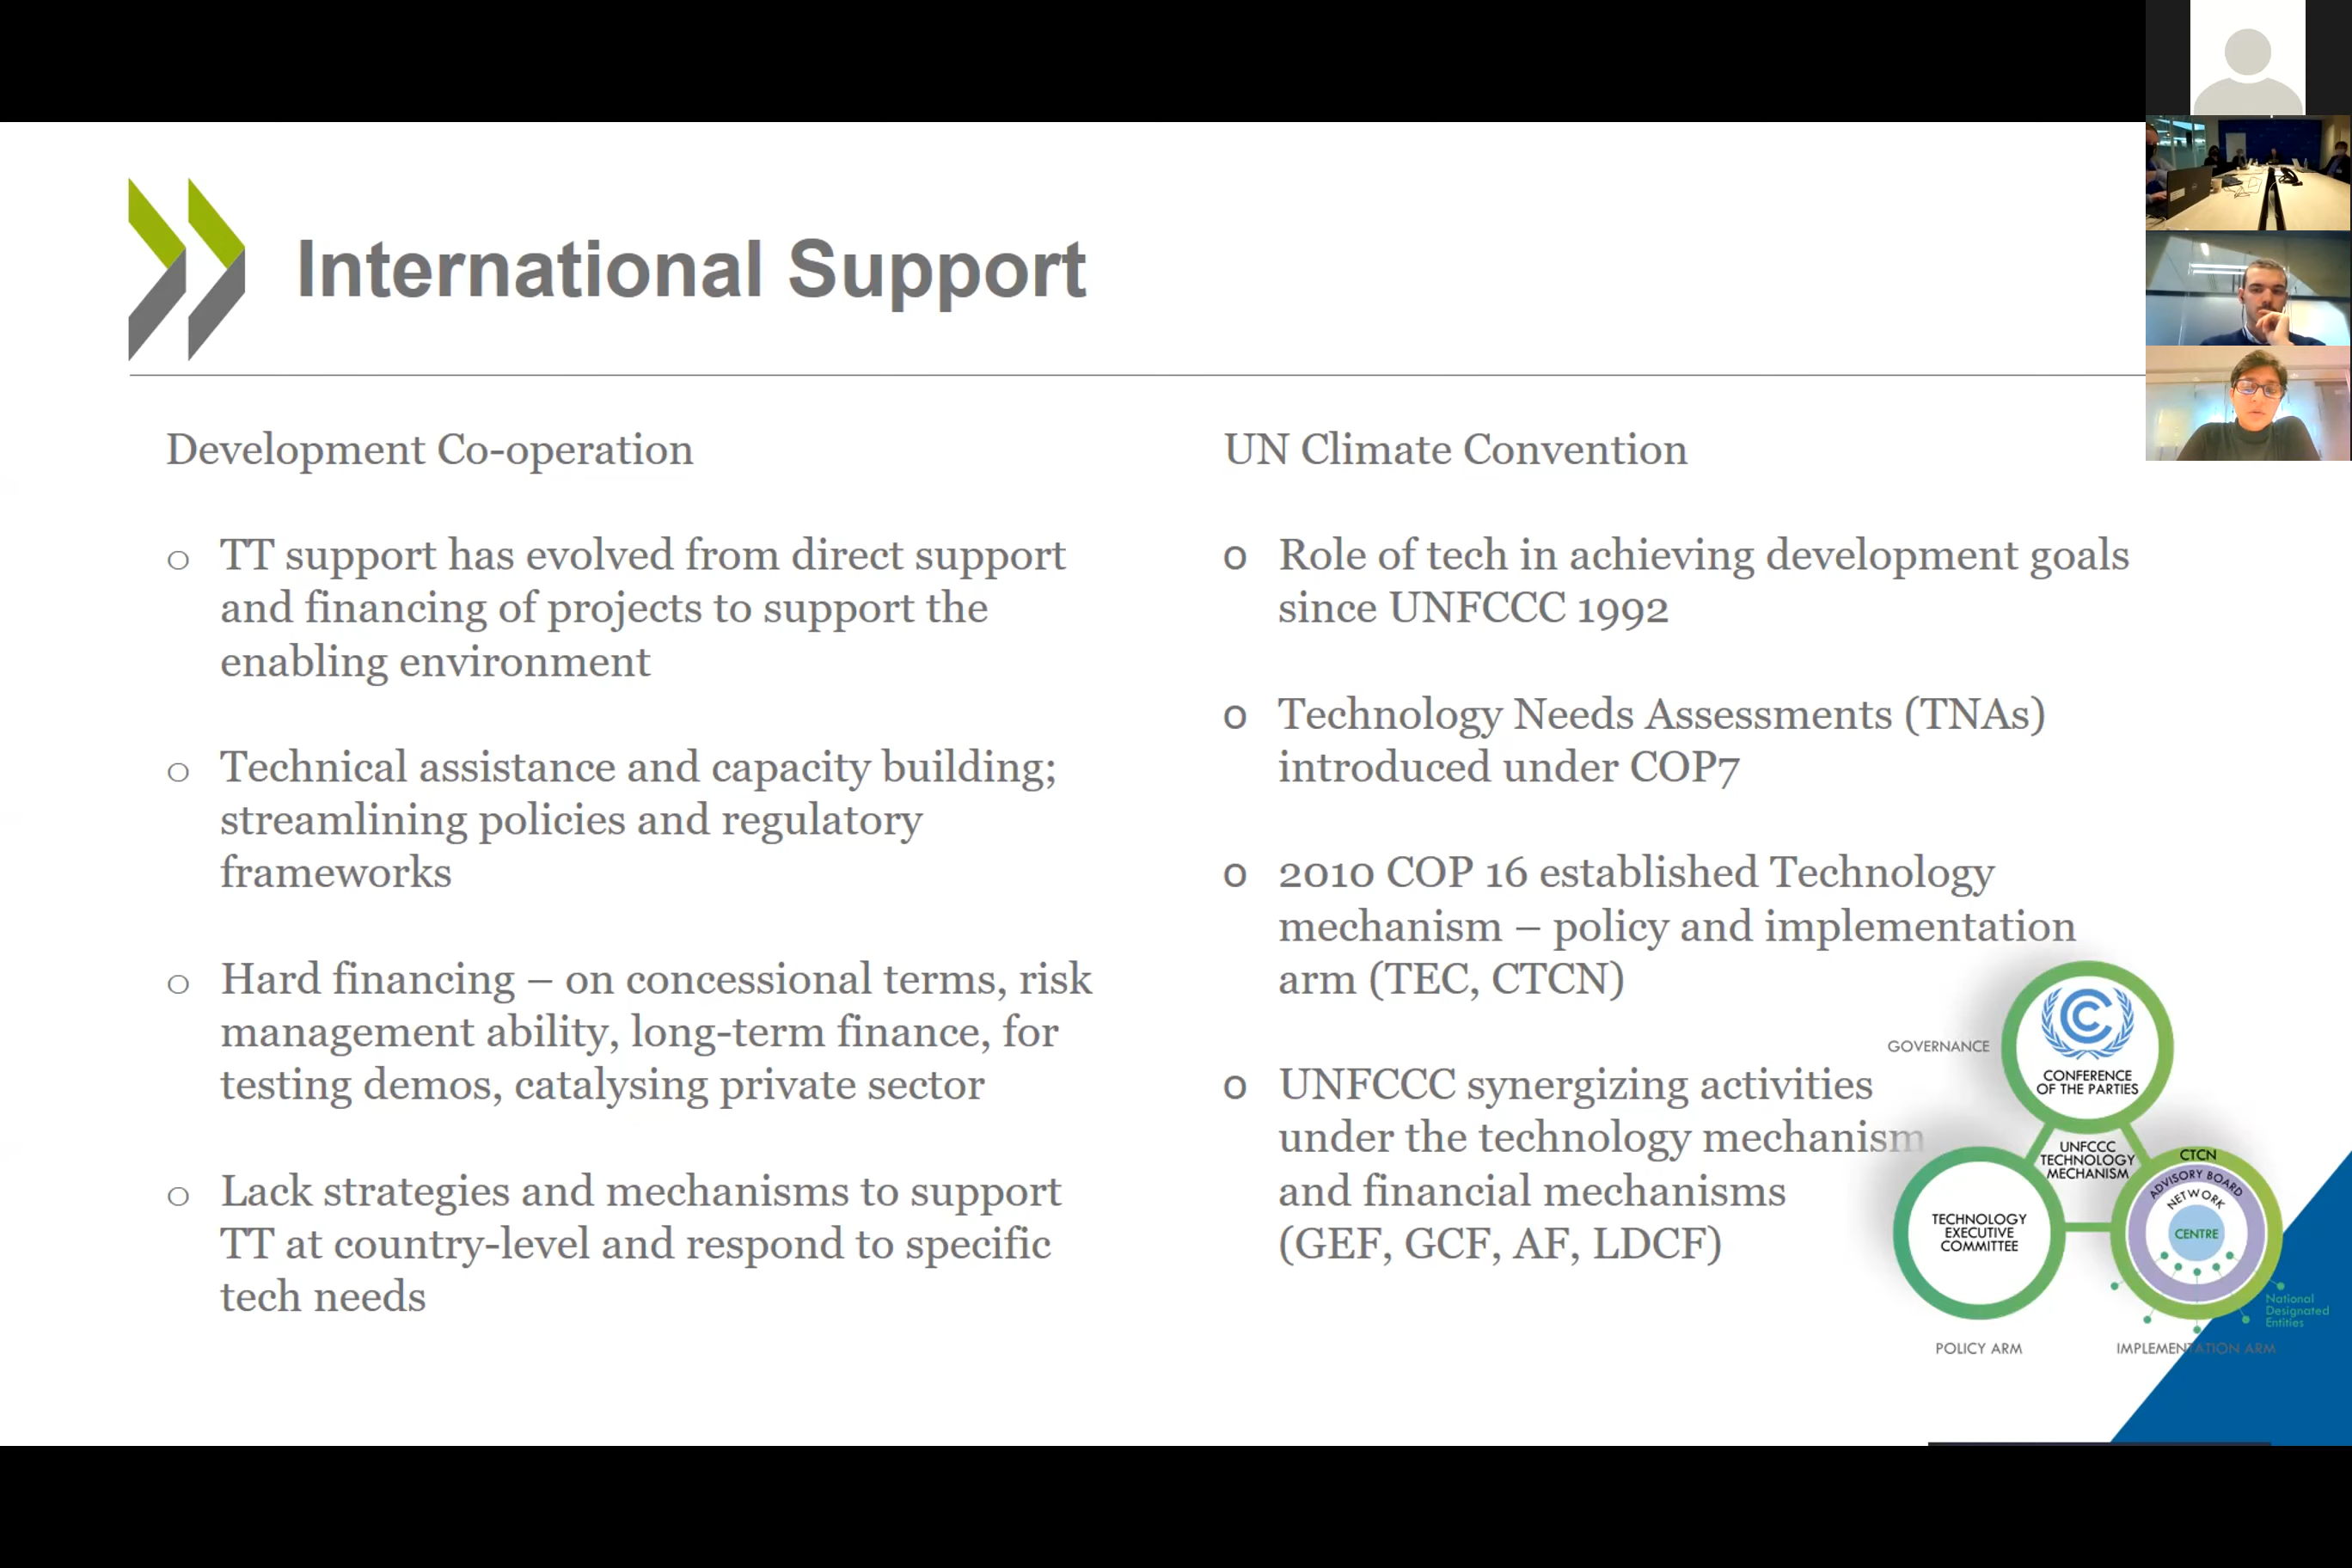 International Support
Development Co-operation
o TT support has evolved from direct support
and financing of projects to support the
enabling environment
o Technical assistance and capacity building;
streamlining policies and regulatory
frameworks
o Hard financing – on concessional terms, risk
management ability, long-term finance, for
testing demos, catalysing private sector
o Lack strategies and mechanisms to support
TT at country-level and respond to specific
tech needs
UN Climate Convention
o Role of tech in achieving development goals
since UNFCCC 1992
o Technology Needs Assessments (TNAs)
introduced under COP7
o 2010 COP 16 established Technology
mechanism – policy and implementation
arm (TEC, CTCN)
o UNFCCC synergizing activities
under the technology mechanism
and financial mechanisms
(GEF, GCF, AF, LDCF)
GOVERNANCE
CONFERENCE
OF THE PARTIES
UNFCCC
TECHNOLOGY
MECHANISM
TECHNOLOGY
EXECUTIVE
COMMITTEE
CTCN
ADVISORY BOARD
NETWORK
CENTRE
National
Designated
Entities
POLICY ARM
IMPLEMENTATION ARM